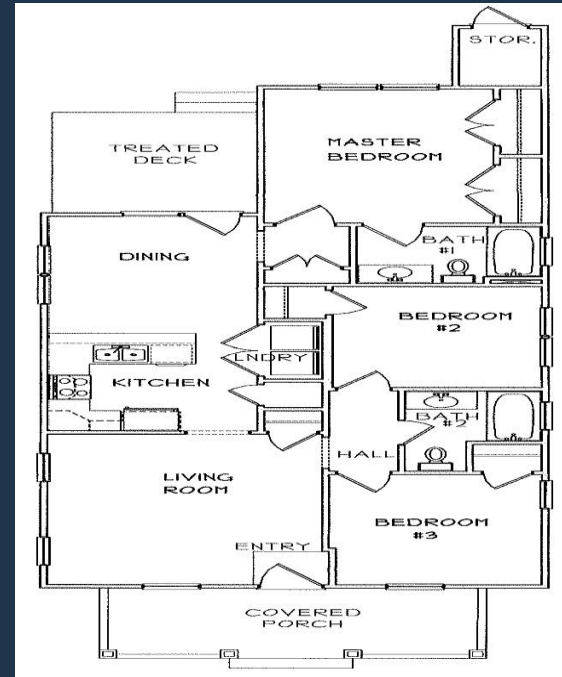 STOR.
TREATED
DECK
MASTER
BEDROOM
BATH
#1
DINING
BEDROOM
#2
LNDRY
KITCHEN
BATH
#2
HALL
LIVING
ROOM
BEDROOM
#3
ENTRY
COVERED
PORCH